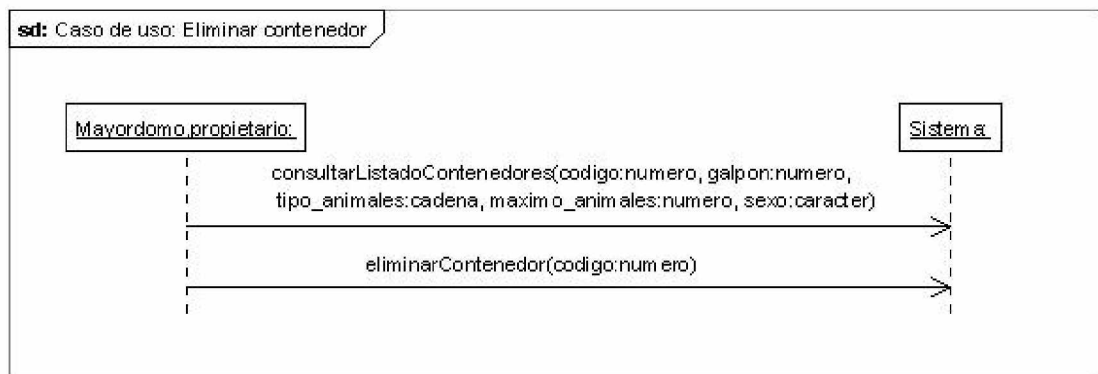 sd: Caso de uso: Eliminar contenedor
Mayordomo,propietario:
Sistema:
consultarListadoContenedores(codigo:numero, galpon:numero,
tipo_animales:cadena, maximo_animales:numero, sexo:caracter)
eliminarContenedor(codigo:numero)